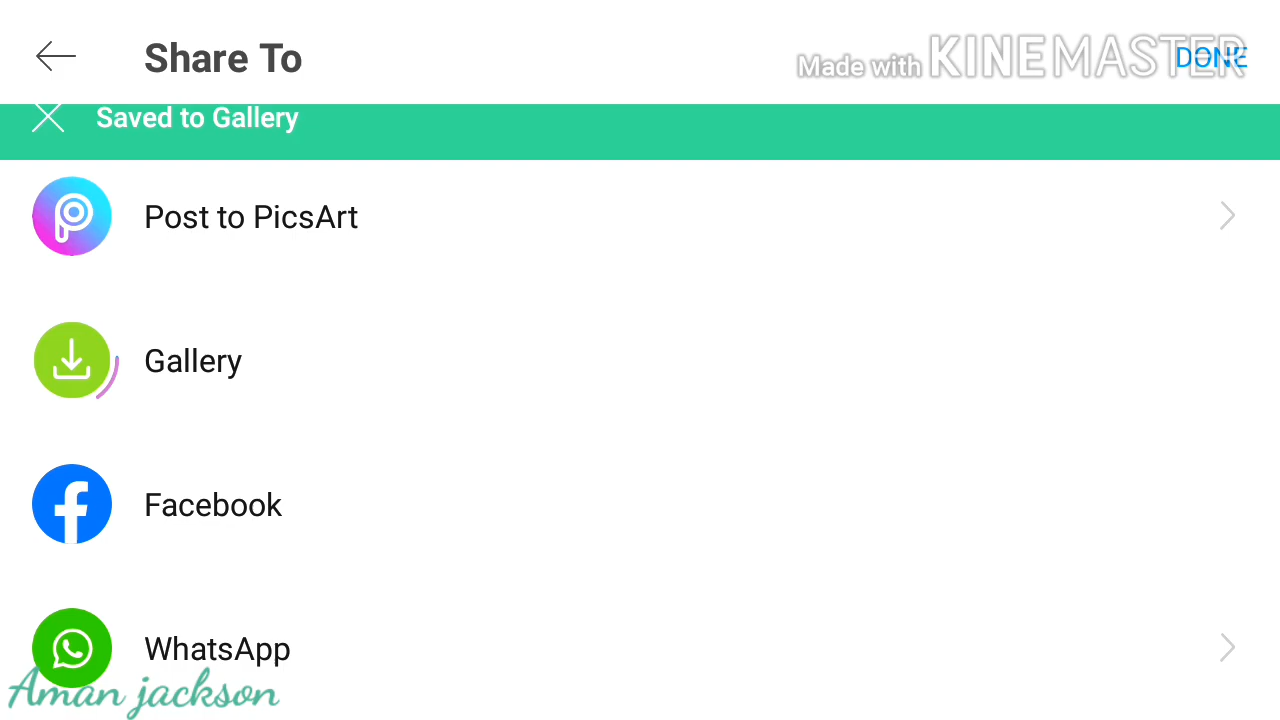 Share To
Made with KINEMASTER
DONE
Saved to Gallery
Post to PicsArt
Gallery
Facebook
WhatsApp
Aman jackson